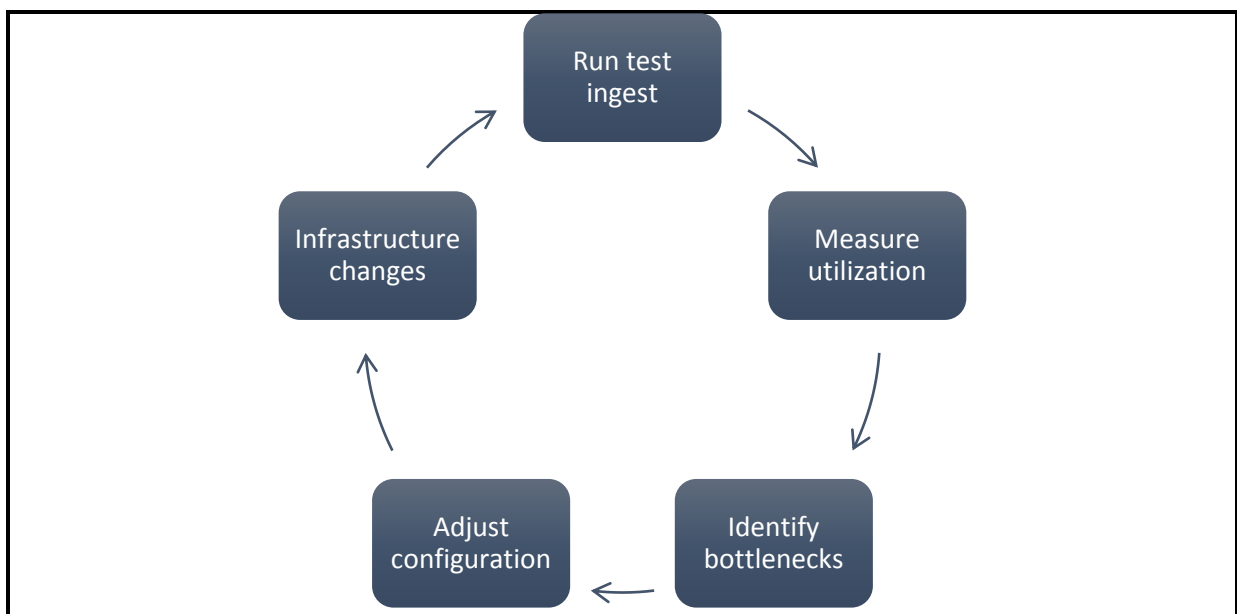 Run test
ingest
Measure
utilization
Identify
bottlenecks
Adjust
configuration
Infrastructure
changes